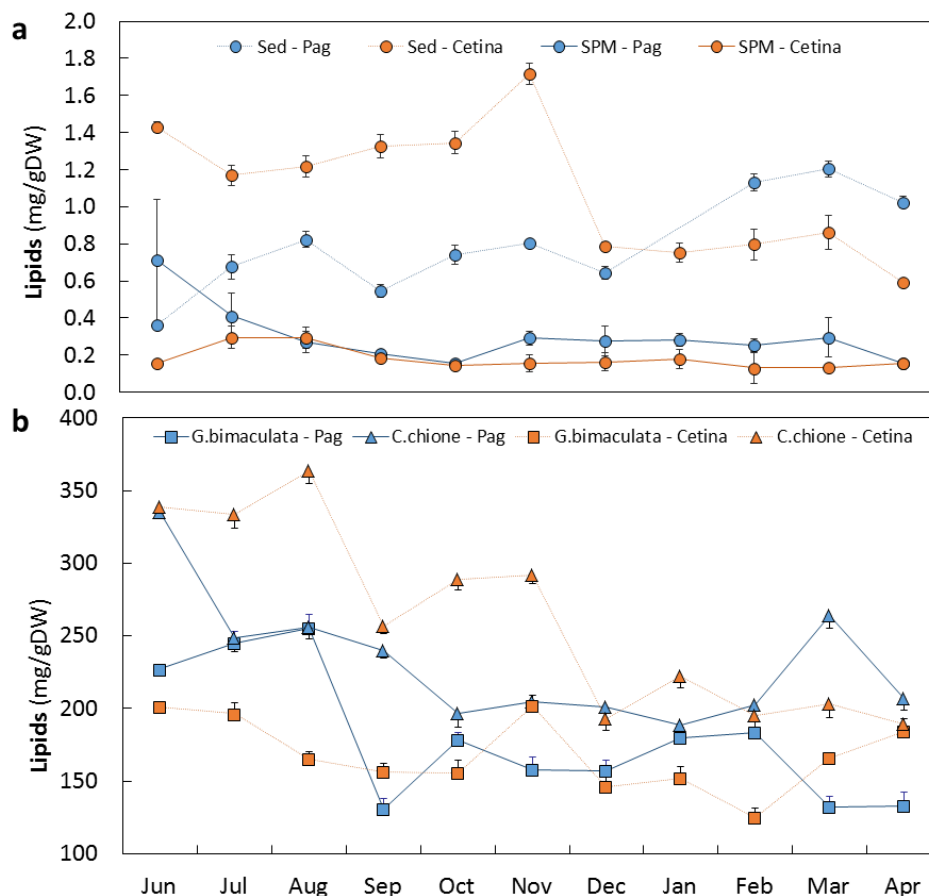 a
Sed - Pag Sed - Cetina SPM - Pag SPM - Cetina
Lipids (mg/gDW)
2.0
1.8
1.6
1.4
1.2
1.0
0.8
0.6
0.4
0.2
0.0
b
G.bimaculata - Pag C.chione - Pag G.bimaculata - Cetina C.chione - Cetina
Lipids (mg/gDW)
400
350
300
250
200
150
100
Jun Jul Aug Sep Oct Nov Dec Jan Feb Mar Apr